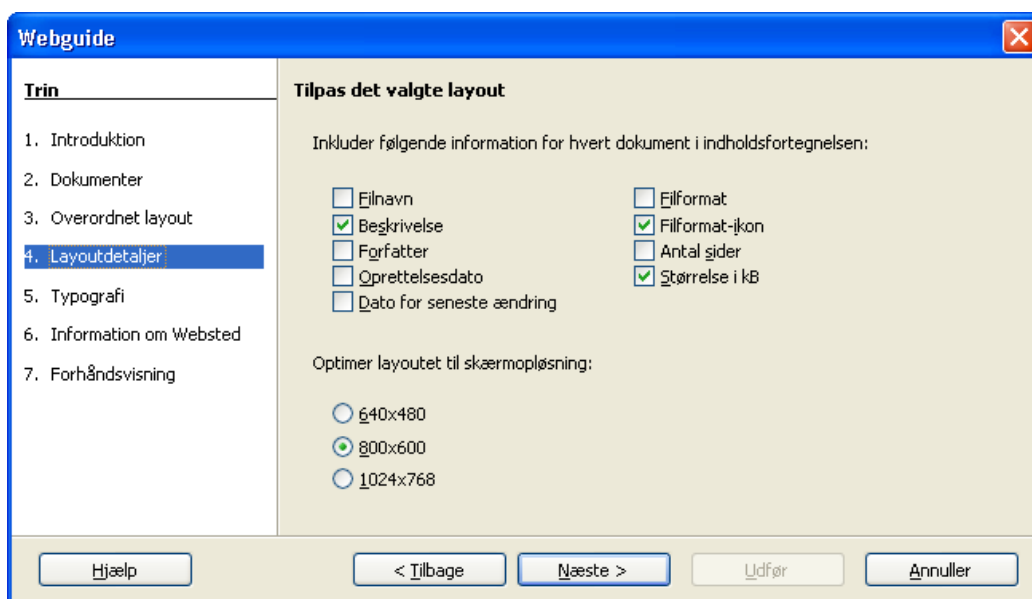 Webguide
Trin
1. Introduktion
2. Dokumenter
3. Overordnet layout
4. Layoutdetaljer
5. Typografi
6. Information om Websted
7. Forhåndsvisning
Tilpas det valgte layout
Inkluder følgende information for hvert dokument i indholdsfortegnelsen:
Filnavn
Beskrivelse
Forfatter
Oprettelsesdato
Dato for seneste ændring
Filformat
Filformat-ikon
Antal sider
Størrelse i kB
Optimer layoutet til skærmopløsning:
640x480
800x600
1024x768
Hjælp
< Tilbage
Næste >
Udfør
Annuller